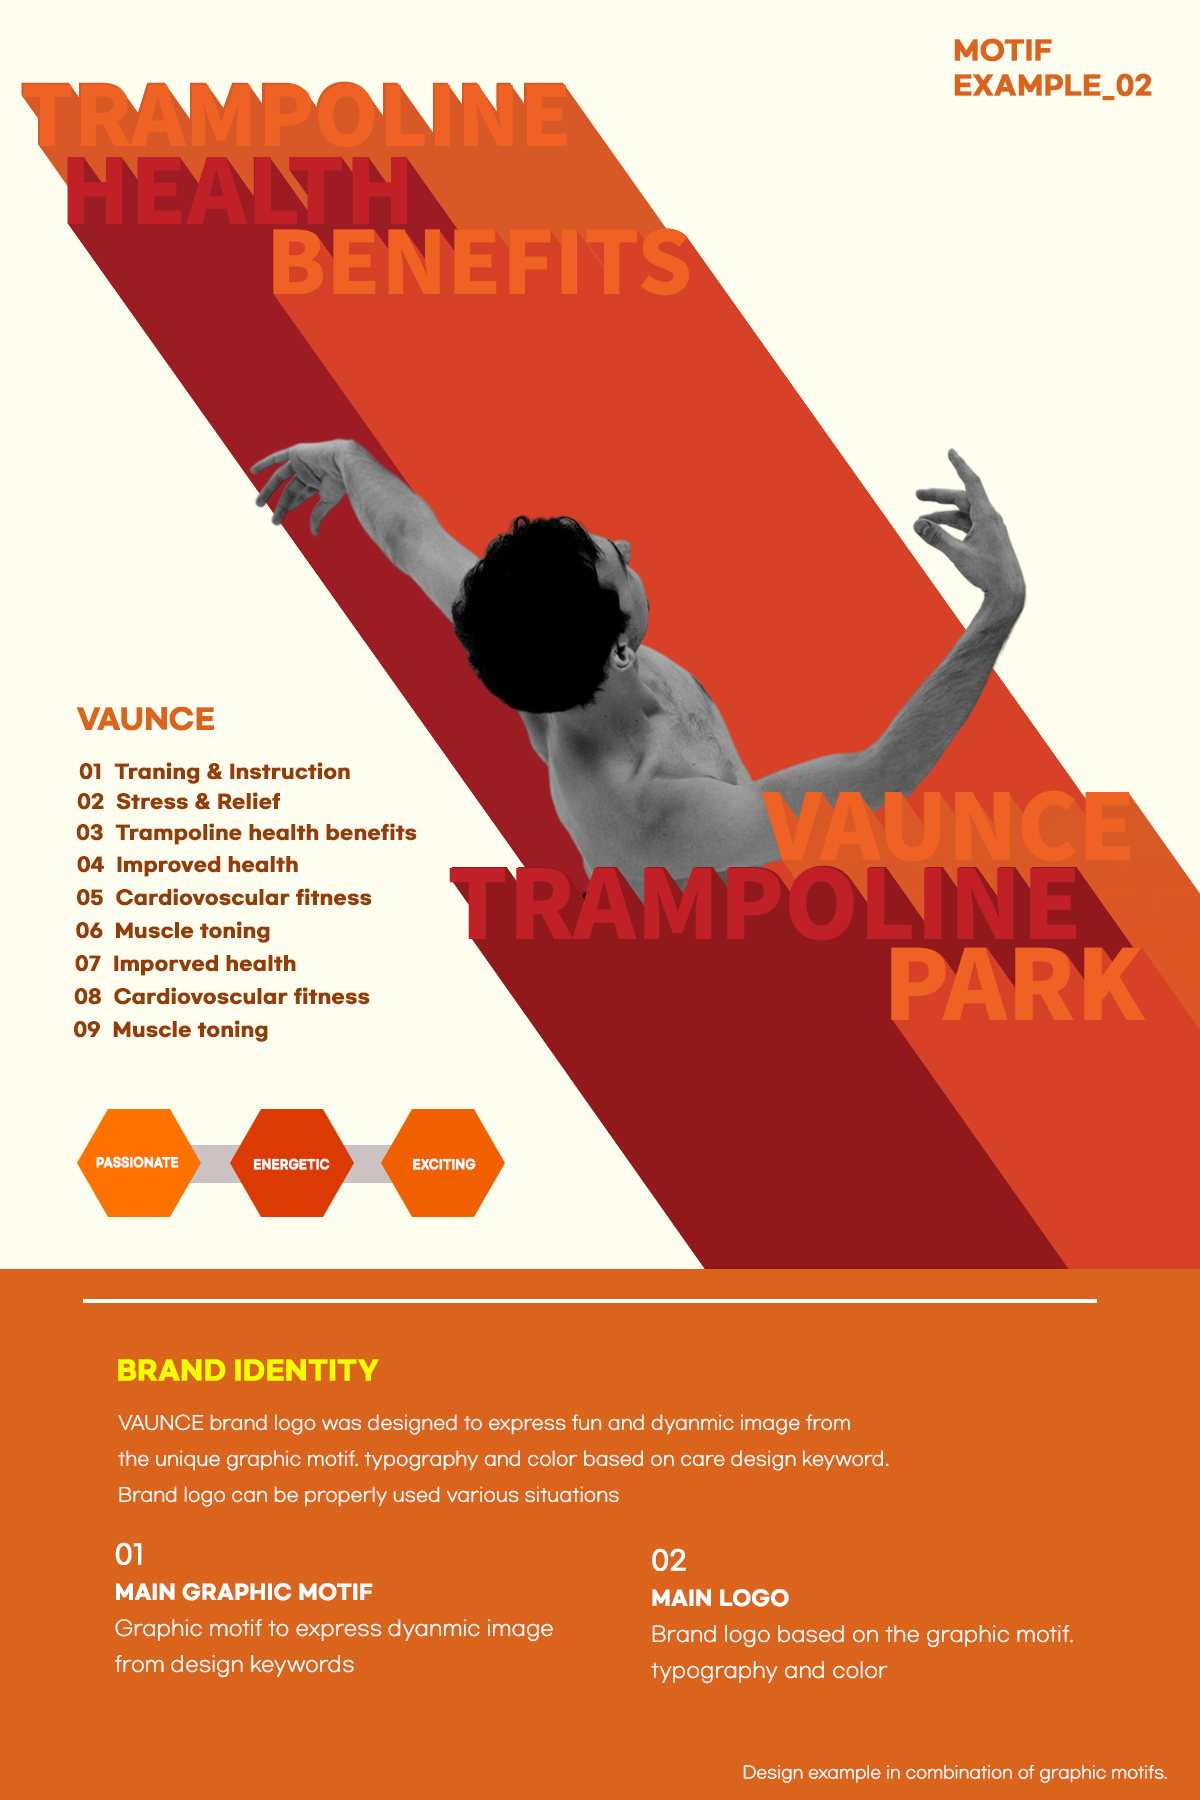 MOTIF
EXAMPLE_02
TRAMPOLINE
HEALTH
BENEFITS
VAUNCE
01 Traning & Instruction
02 Stress & Relief
03 Trampoline health benefits
04 Improved health
05 Cardiovoscular fitness
06 Muscle toning
07 Imporved health
08 Cardiovoscular fitness
09 Muscle toning
VAUNCE
TRAMPOLINE
PARK
PASSIONATE
ENERGETIC
EXCITING
BRAND IDENTITY
VAUNCE brand logo was designed to express fun and dyanmic image from
the unique graphic motif. typography and color based on care design keyword.
Brand logo can be properly used various situations
01
MAIN GRAPHIC MOTIF
Graphic motif to express dyanmic image
from design keywords
02
MAIN LOGO
Brand logo based on the graphic motif.
typography and color
Design example in combination of graphic motifs.